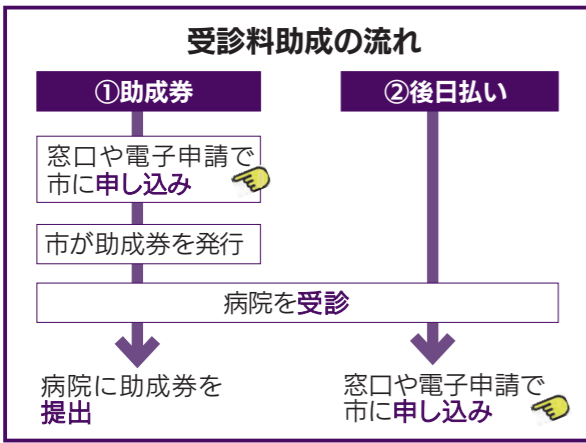 受診料助成の流れ
①助成券
②後日払い
窓口や電子申請で
市に申し込み
市が助成券を発行
病院を受診
病院に助成券を
提出
窓口や電子申請で
市に申し込み